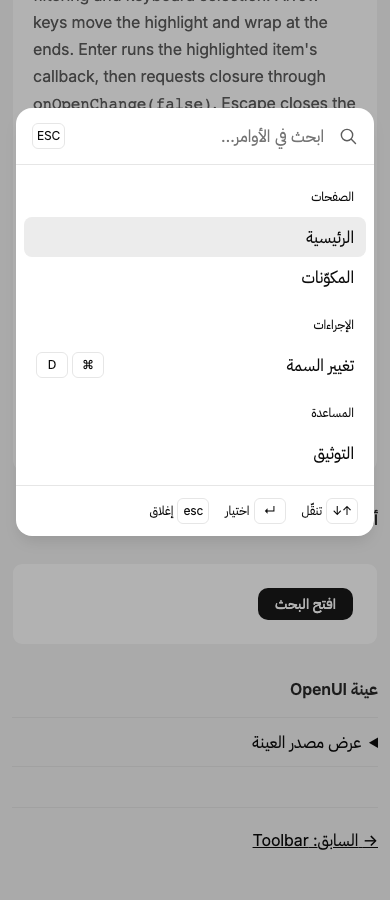 keys move the highlight and wrap at the
ends. Enter runs the highlighted item's
callback, then requests closure through
onOpenChange(false). Escape closes the
ابحث في الأوامر...
ESC
الصفحات
الرئيسية
المكوّنات
الإجراءات
تغيير السمة
⌘ D
المساعدة
التوثيق
↓↑ تنقّل ↵ اختيار esc إغلاق
افتح البحث
عينة OpenUI
◀ عرض مصدر العينة
→ السابق: Toolbar